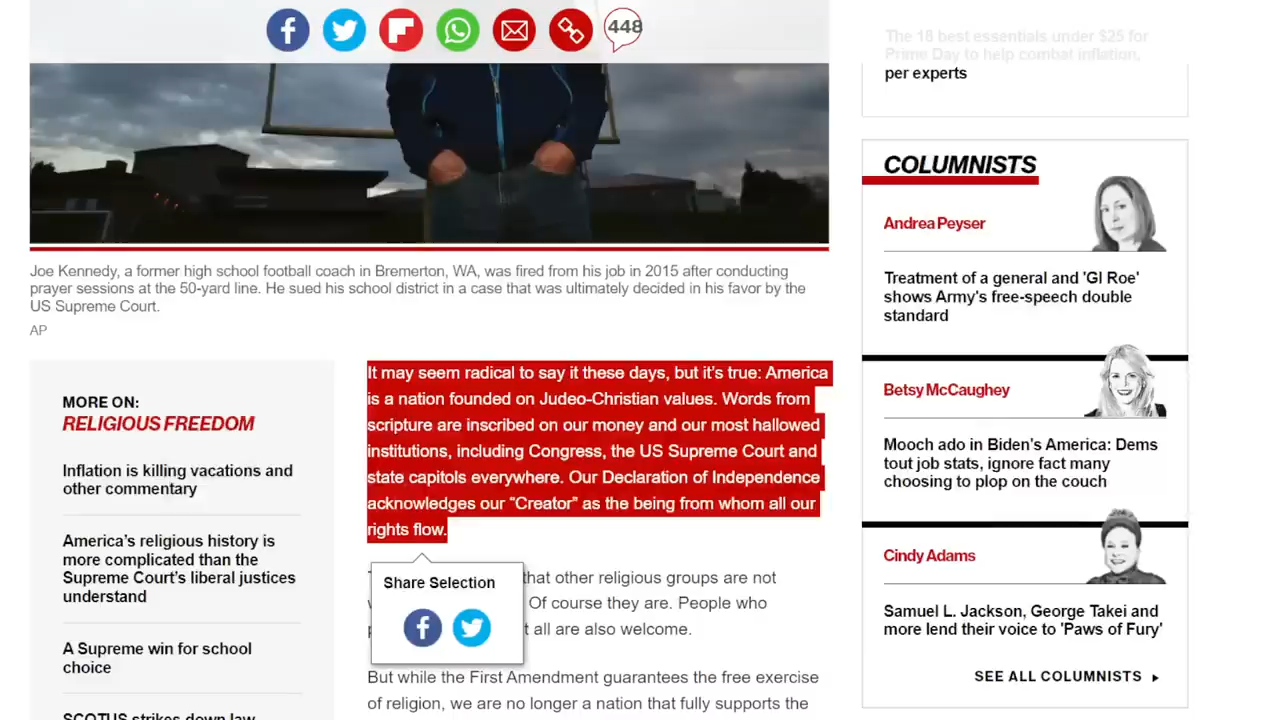 448
The 18 best essentials under $25 for
Prime Day to help combat inflation,
per experts
Joe Kennedy, a former high school football coach in Bremerton, WA, was fired from his job in 2015 after conducting
prayer sessions at the 50-yard line. He sued his school district in a case that was ultimately decided in his favor by the
US Supreme Court.
AP
MORE ON:
RELIGIOUS FREEDOM
Inflation is killing vacations and
other commentary
America's religious history is
more complicated than the
Supreme Court's liberal justices
understand
A Supreme win for school
choice
SCOTUS strikes down law
It may seem radical to say it these days, but it's true: America
is a nation founded on Judeo-Christian values. Words from
scripture are inscribed on our money and our most hallowed
institutions, including Congress, the US Supreme Court and
state capitols everywhere. Our Declaration of Independence
acknowledges our “Creator” as the being from whom all our
rights flow.
Share Selection
that other religious groups are not
Of course they are. People who
all are also welcome.
But while the First Amendment guarantees the free exercise
of religion, we are no longer a nation that fully supports the
COLUMNISTS
Andrea Peyser
Treatment of a general and 'GI Roe'
shows Army's free-speech double
standard
Betsy McCaughey
Mooch ado in Biden's America: Dems
tout job stats, ignore fact many
choosing to plop on the couch
Cindy Adams
Samuel L. Jackson, George Takei and
more lend their voice to 'Paws of Fury'
SEE ALL COLUMNISTS